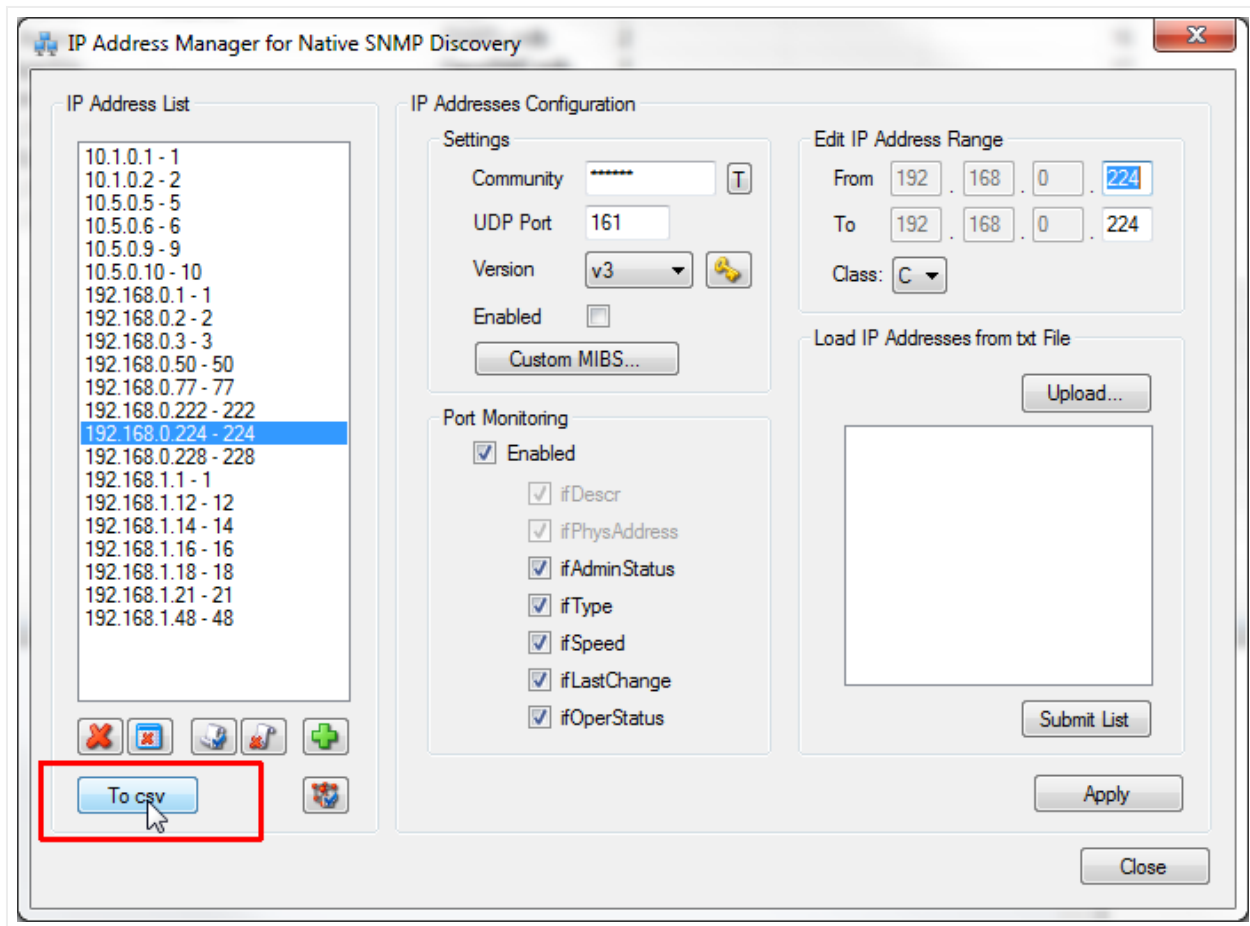 IP Address Manager for Native SNMP Discovery
IP Address List
10.1.0.1 - 1
10.1.0.2 - 2
10.5.0.5 - 5
10.5.0.6 - 6
10.5.0.9 - 9
10.5.0.10 - 10
192.168.0.1 - 1
192.168.0.2 - 2
192.168.0.3 - 3
192.168.0.50 - 50
192.168.0.77 - 77
192.168.0.222 - 222
192.168.0.224 - 224
192.168.0.228 - 228
192.168.1.1 - 1
192.168.1.12 - 12
192.168.1.14 - 14
192.168.1.16 - 16
192.168.1.18 - 18
192.168.1.21 - 21
192.168.1.48 - 48
To csv
IP Addresses Configuration
Settings
Community ****** T
UDP Port 161
Version v3
Enabled
Custom MIBS...
Port Monitoring
Enabled
ifDescr
ifPhysAddress
ifAdminStatus
ifType
ifSpeed
ifLastChange
ifOperStatus
Edit IP Address Range
From 192 . 168 . 0 . 224
To 192 . 168 . 0 . 224
Class: C
Load IP Addresses from txt File
Upload...
Submit List
Apply
Close